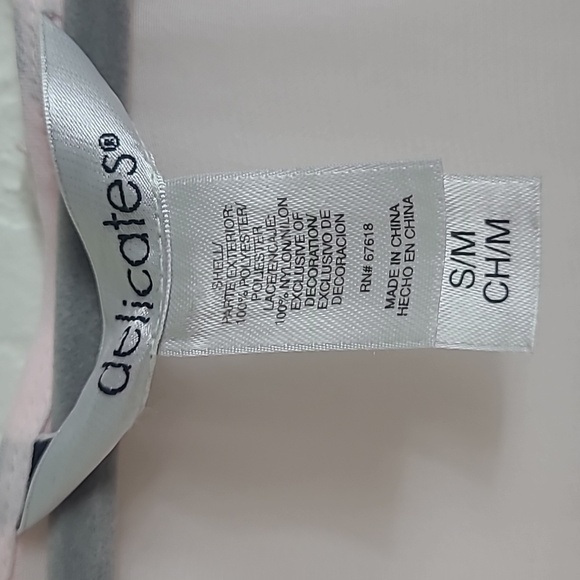 delicates®
SHELL/
PARTE EXTERIOR:
100% POLYESTER/
POLIESTER
LACE/ENCAJE:
100% NYLON/NILON
EXCLUSIVE OF
DECORATION/
EXCLUSIVO DE
DECORACION
RN# 67618
MADE IN CHINA
HECHO EN CHINA
S/M
CH/M